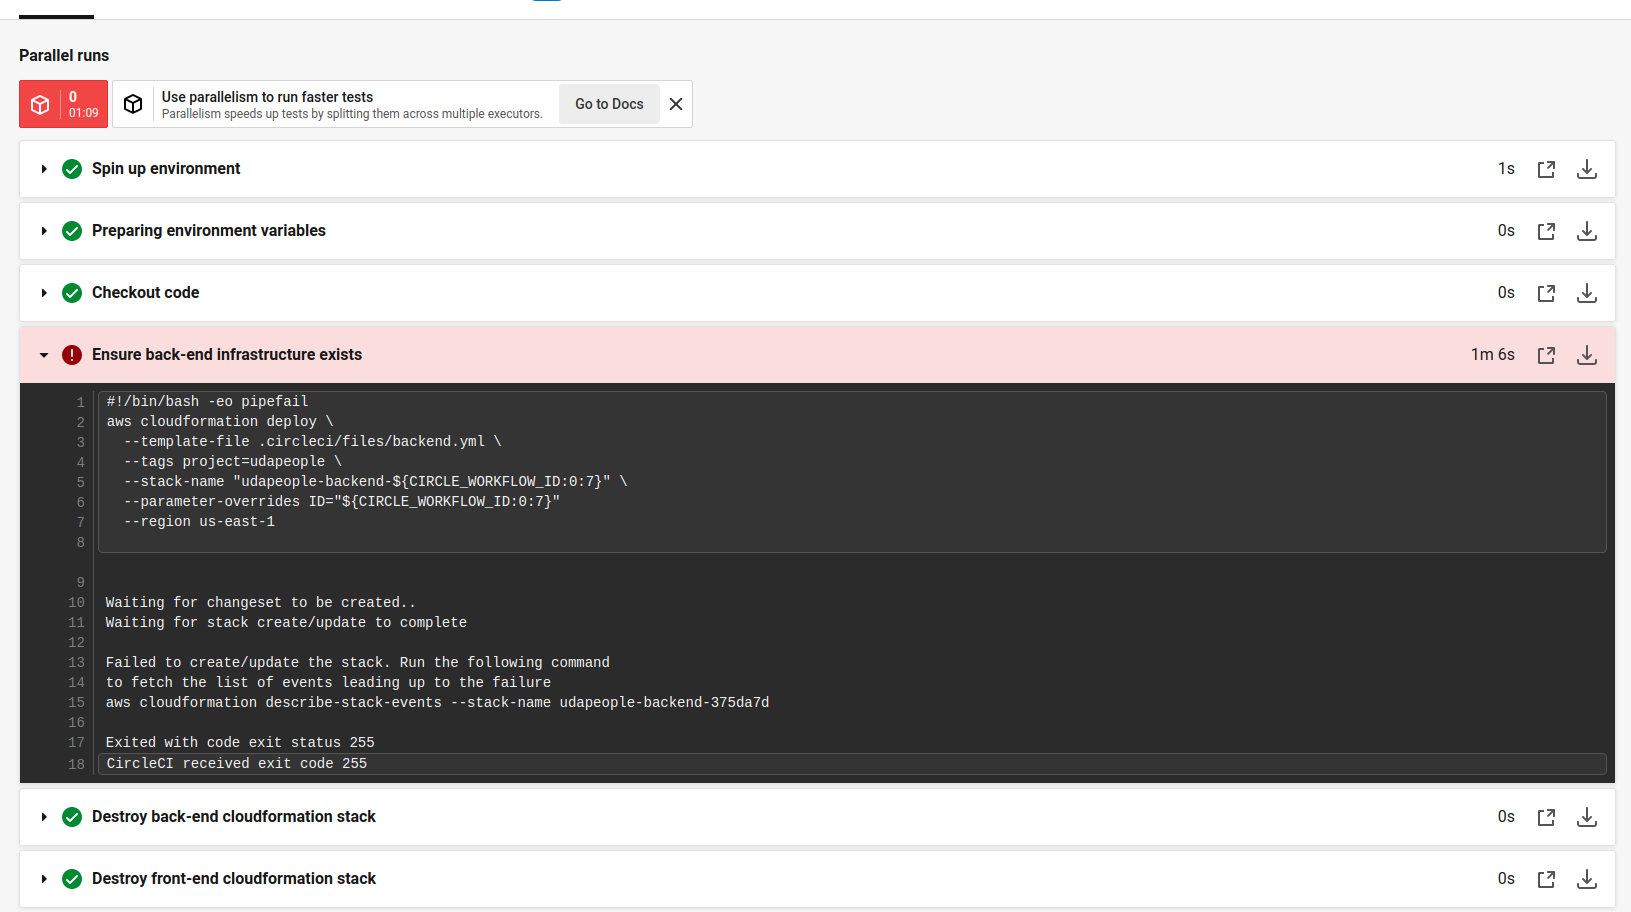 Parallel runs
0
01:09
Use parallelism to run faster tests
Parallelism speeds up tests by splitting them across multiple executors.
Go to Docs
Spin up environment 1s
Preparing environment variables 0s
Checkout code 0s
Ensure back-end infrastructure exists 1m 6s
1 #!/bin/bash -eo pipefail
2 aws cloudformation deploy \
3   --template-file .circleci/files/backend.yml \
4   --tags project=udapeople \
5   --stack-name "udapeople-backend-${CIRCLE_WORKFLOW_ID:0:7}" \
6   --parameter-overrides ID="${CIRCLE_WORKFLOW_ID:0:7}"
7   --region us-east-1
8
9
10 Waiting for changeset to be created..
11 Waiting for stack create/update to complete
12
13 Failed to create/update the stack. Run the following command
14 to fetch the list of events leading up to the failure
15 aws cloudformation describe-stack-events --stack-name udapeople-backend-375da7d
16
17 Exited with code exit status 255
18 CircleCI received exit code 255
Destroy back-end cloudformation stack 0s
Destroy front-end cloudformation stack 0s